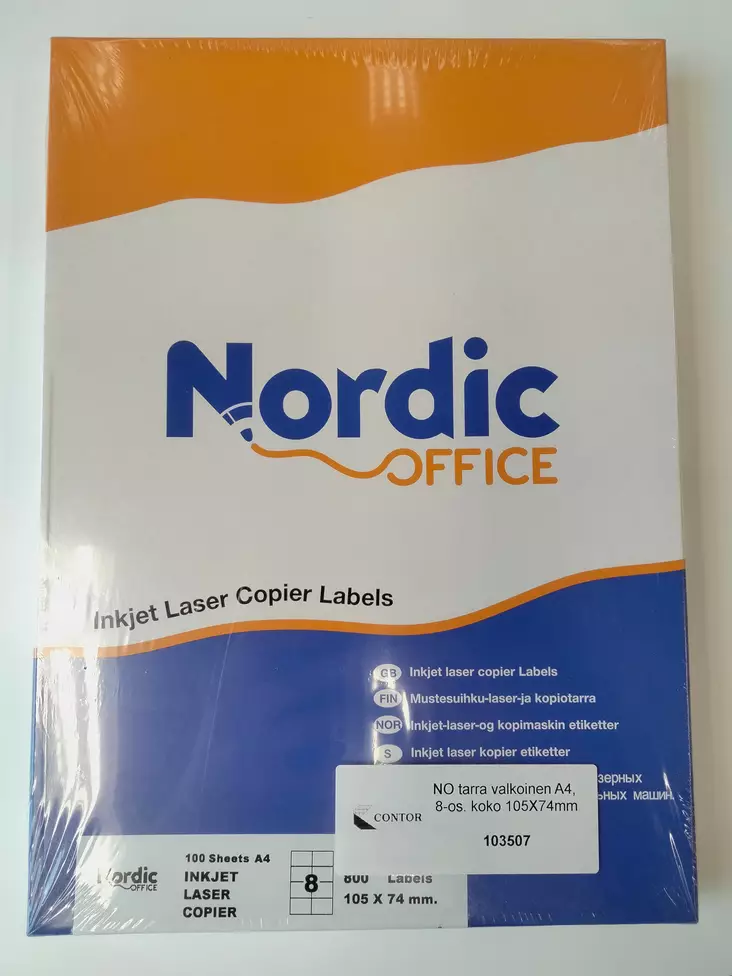 Nordic
OFFICE
Inkjet Laser Copier Labels
GB Inkjet laser copier Labels
FIN Mustesuihku-laser-ja kopiotarra
NOR Inkjet-laser-og kopimaskin etiketter
S Inkjet laser kopier etiketter
NO tarra valkoinen A4,
8-os. koko 105X74mm
CONTOR
103507
Nordic
OFFICE
100 Sheets A4
INKJET
LASER
COPIER
8
800 Labels
105 X 74 mm.